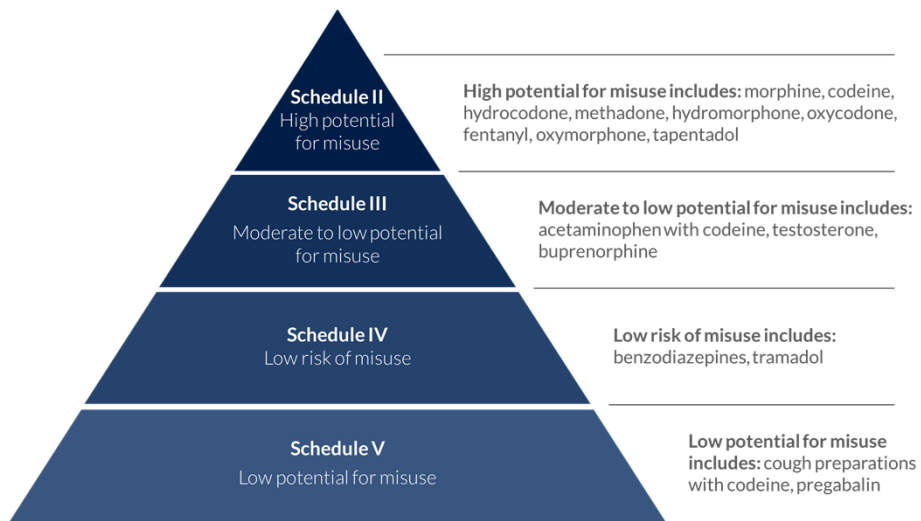 Schedule II
High potential
for misuse
High potential for misuse includes: morphine, codeine,
hydrocodone, methadone, hydromorphone, oxycodone,
fentanyl, oxymorphone, tapentadol
Schedule III
Moderate to low potential
for misuse
Moderate to low potential for misuse includes:
acetaminophen with codeine, testosterone,
buprenorphine
Schedule IV
Low risk of misuse
Low risk of misuse includes:
benzodiazepines, tramadol
Schedule V
Low potential for misuse
Low potential for misuse
includes: cough preparations
with codeine, pregabalin